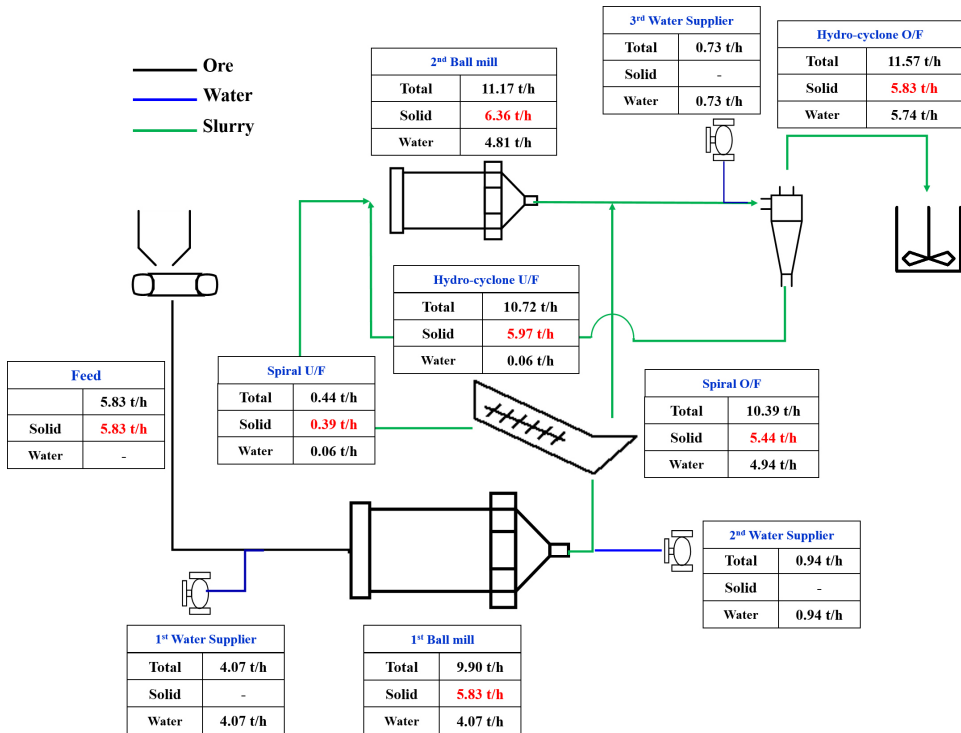 Ore
Water
Slurry
2nd Ball mill
Total 11.17 t/h
Solid 6.36 t/h
Water 4.81 t/h
3rd Water Supplier
Total 0.73 t/h
Solid -
Water 0.73 t/h
Hydro-cyclone O/F
Total 11.57 t/h
Solid 5.83 t/h
Water 5.74 t/h
Hydro-cyclone U/F
Total 10.72 t/h
Solid 5.97 t/h
Water 0.06 t/h
Feed
5.83 t/h
Solid 5.83 t/h
Water -
Spiral U/F
Total 0.44 t/h
Solid 0.39 t/h
Water 0.06 t/h
Spiral O/F
Total 10.39 t/h
Solid 5.44 t/h
Water 4.94 t/h
2nd Water Supplier
Total 0.94 t/h
Solid -
Water 0.94 t/h
1st Water Supplier
Total 4.07 t/h
Solid -
Water 4.07 t/h
1st Ball mill
Total 9.90 t/h
Solid 5.83 t/h
Water 4.07 t/h